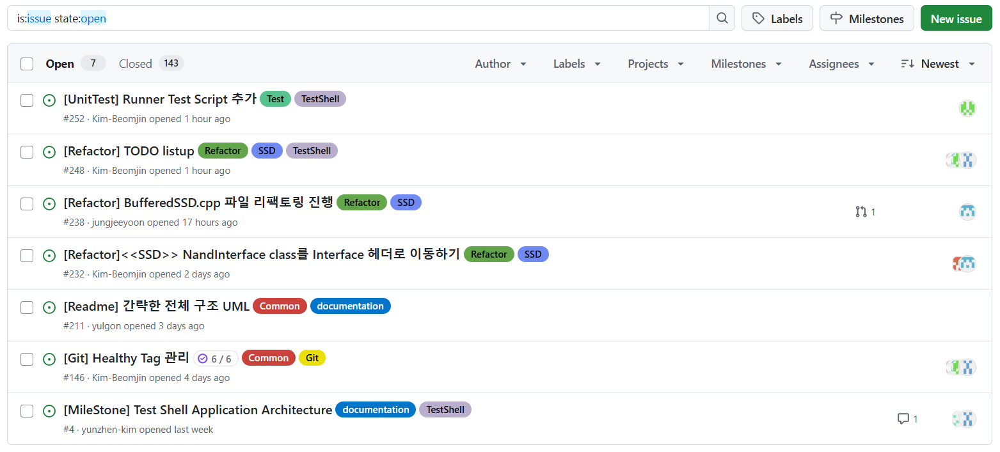 is:issue state:open Labels Milestones New issue
Open 7 Closed 143 Author Labels Projects Milestones Assignees Newest
[UnitTest] Runner Test Script 추가 Test TestShell
#252 · Kim-Beomjin opened 1 hour ago
[Refactor] TODO listup Refactor SSD TestShell
#248 · Kim-Beomjin opened 1 hour ago
[Refactor] BufferedSSD.cpp 파일 리팩토링 진행 Refactor SSD 1
#238 · jungjeeyoon opened 17 hours ago
[Refactor]<<SSD>> NandInterface class를 Interface 헤더로 이동하기 Refactor SSD
#232 · Kim-Beomjin opened 2 days ago
[Readme] 간략한 전체 구조 UML Common documentation
#211 · yulgon opened 3 days ago
[Git] Healthy Tag 관리 6 / 6 Common Git
#146 · Kim-Beomjin opened 4 days ago
[MileStone] Test Shell Application Architecture documentation TestShell 1
#4 · yunzhen-kim opened last week